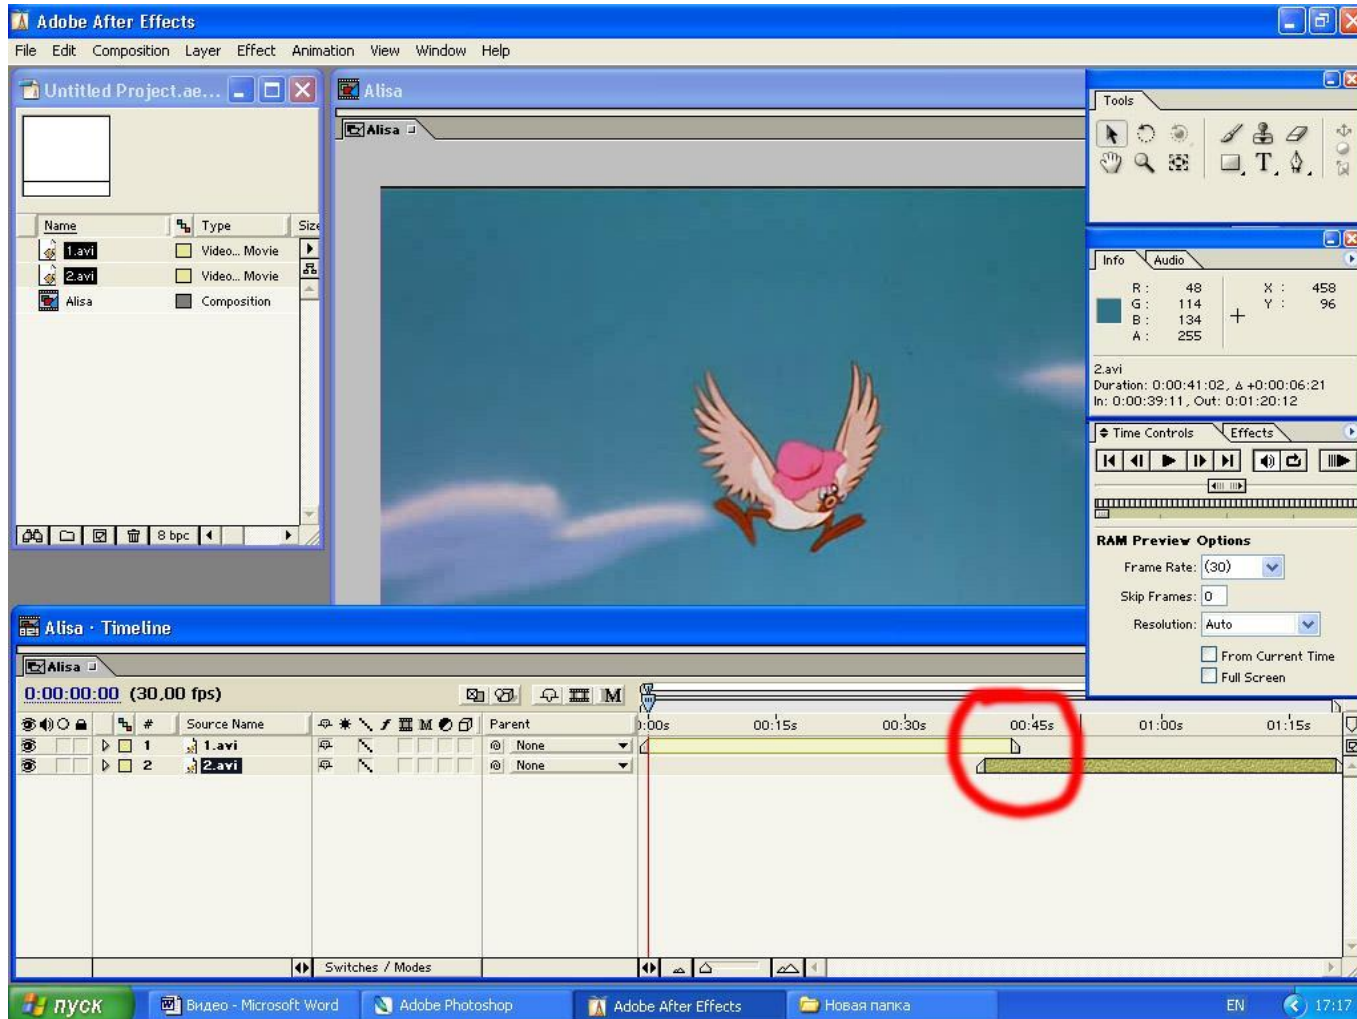 Adobe After Effects
File Edit Composition Layer Effect Animation View Window Help
Untitled Project.ae...
Name Type Size
1.avi Video... Movie
2.avi Video... Movie
Alisa Composition
8 bpc
Alisa
Alisa
Tools
T
Info Audio
R : 48 X : 458
G : 114 Y : 96
B : 134
A : 255
2.avi
Duration: 0:00:41:02, Δ +0:00:06:21
In: 0:00:39:11, Out: 0:01:20:12
Time Controls Effects
RAM Preview Options
Frame Rate: (30)
Skip Frames: 0
Resolution: Auto
From Current Time
Full Screen
Alisa · Timeline
Alisa
0:00:00:00 (30,00 fps) M
# Source Name M Parent ):00s 00:15s 00:30s 00:45s 01:00s 01:15s
1 1.avi None
2 2.avi None
Switches / Modes
пуск Видео - Microsoft Word Adobe Photoshop Adobe After Effects Новая папка EN 17:17